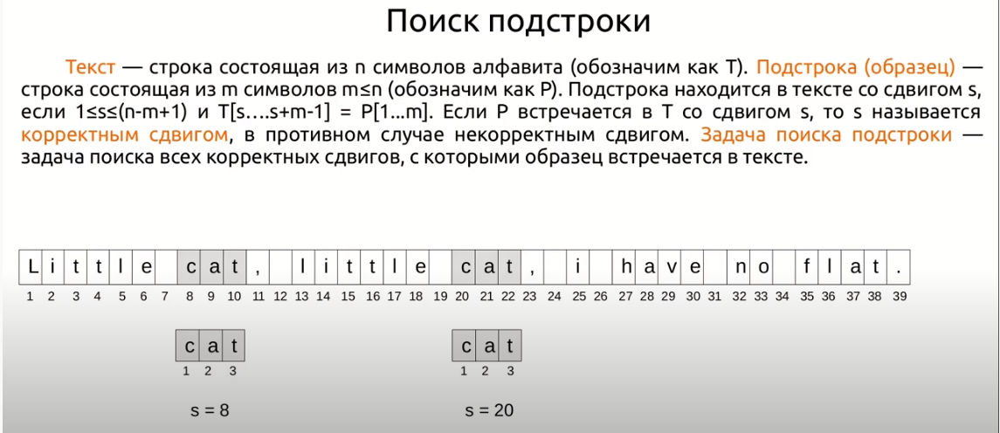 Поиск подстроки
Текст — строка состоящая из n символов алфавита (обозначим как T). Подстрока (образец) —
строка состоящая из m символов m≤n (обозначим как P). Подстрока находится в тексте со сдвигом s,
если 1≤s≤(n-m+1) и T[s....s+m-1] = P[1...m]. Если P встречается в T со сдвигом s, то s называется
корректным сдвигом, в противном случае некорректным сдвигом. Задача поиска подстроки —
задача поиска всех корректных сдвигов, с которыми образец встречается в тексте.
L i t t l e c a t , l i t t l e c a t , i h a v e n o f l a t .
1 2 3 4 5 6 7 8 9 10 11 12 13 14 15 16 17 18 19 20 21 22 23 24 25 26 27 28 29 30 31 32 33 34 35 36 37 38 39
c a t c a t
1 2 3 1 2 3
s = 8 s = 20